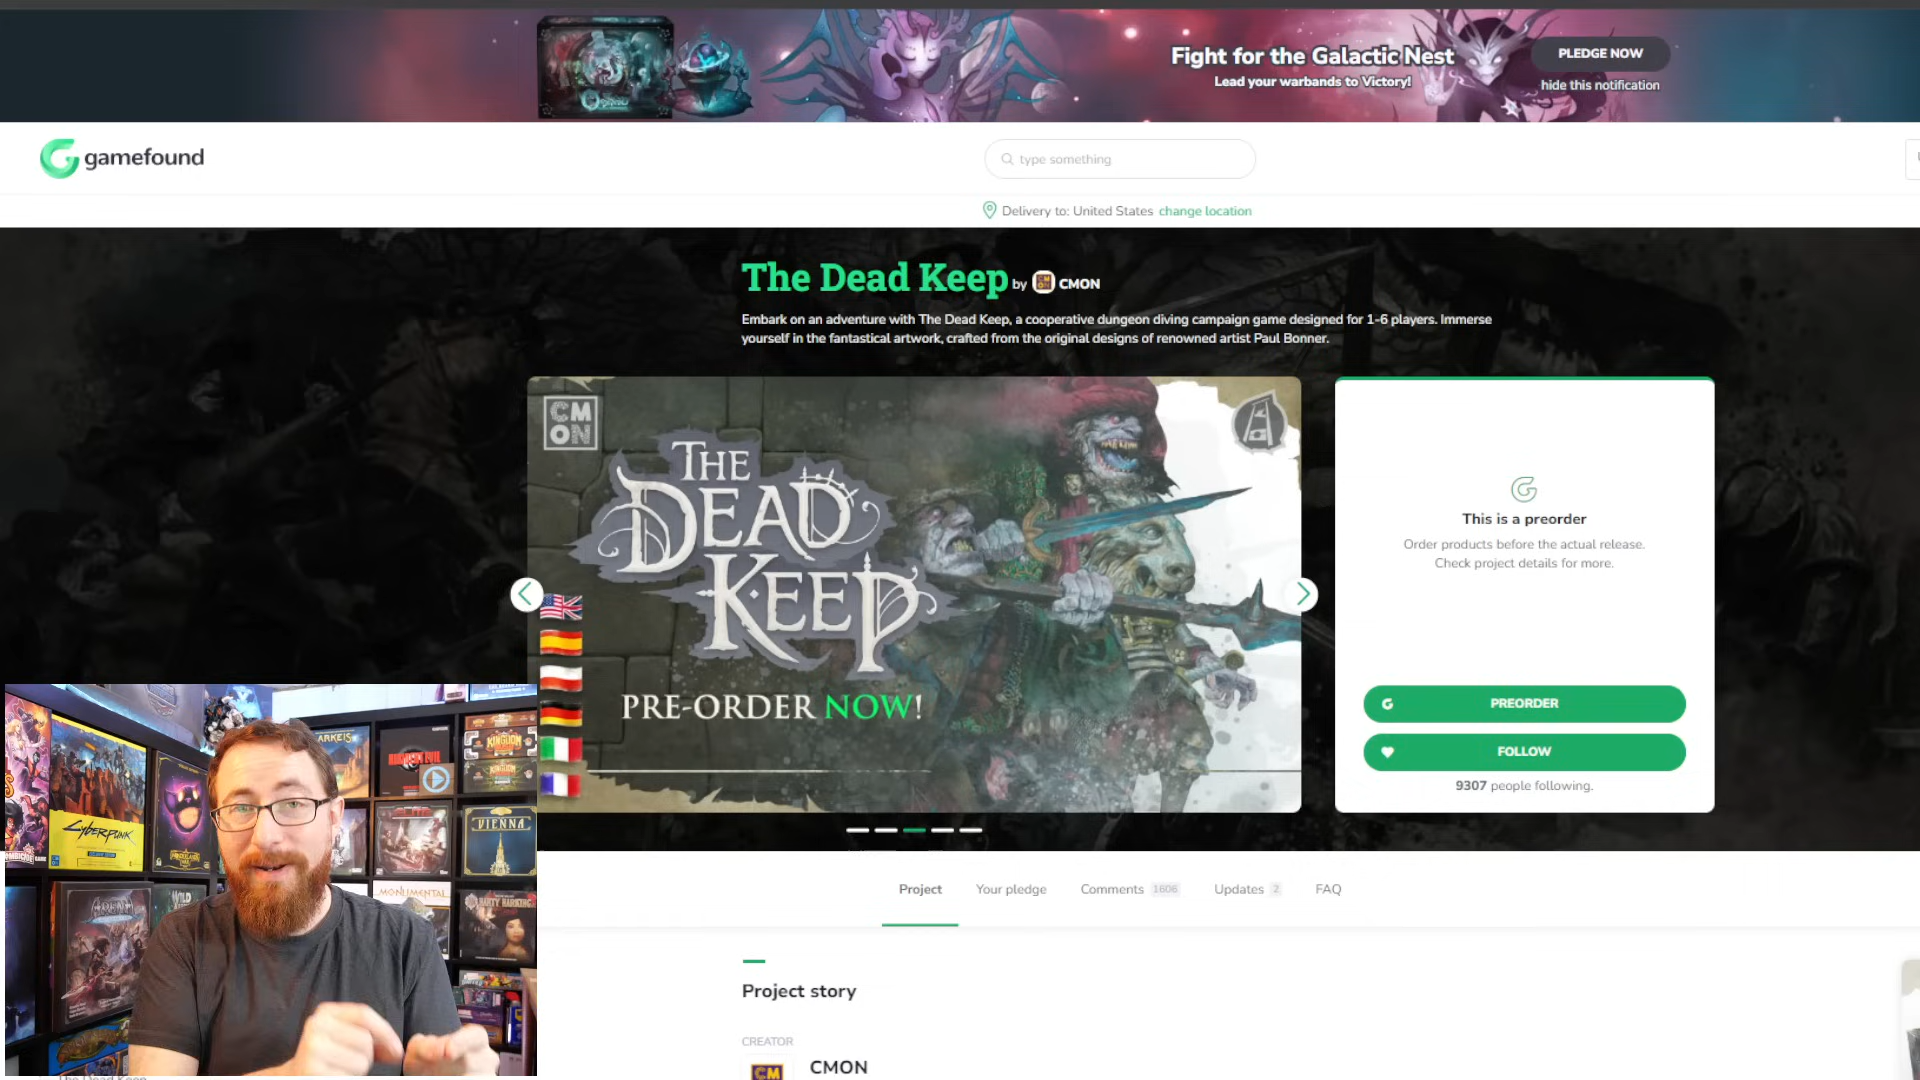 Fight for the Galactic Nest
Lead your warbands to Victory!
PLEDGE NOW
hide this notification
gamefound
type something
Delivery to: United States change location
The Dead Keep by CMON
Embark on an adventure with The Dead Keep, a cooperative dungeon diving campaign game designed for 1-6 players. Immerse
yourself in the fantastical artwork, crafted from the original designs of renowned artist Paul Bonner.
CM
ON
THE
DEAD
KEEP
PRE-ORDER NOW!
This is a preorder
Order products before the actual release.
Check project details for more.
PREORDER
FOLLOW
9307 people following.
Project
Your pledge
Comments 1606
Updates 2
FAQ
Project story
CREATOR
CMON
CYBERPUNK
KINGDOM
VIENNA
MONUMENTAL
The Dead Keep